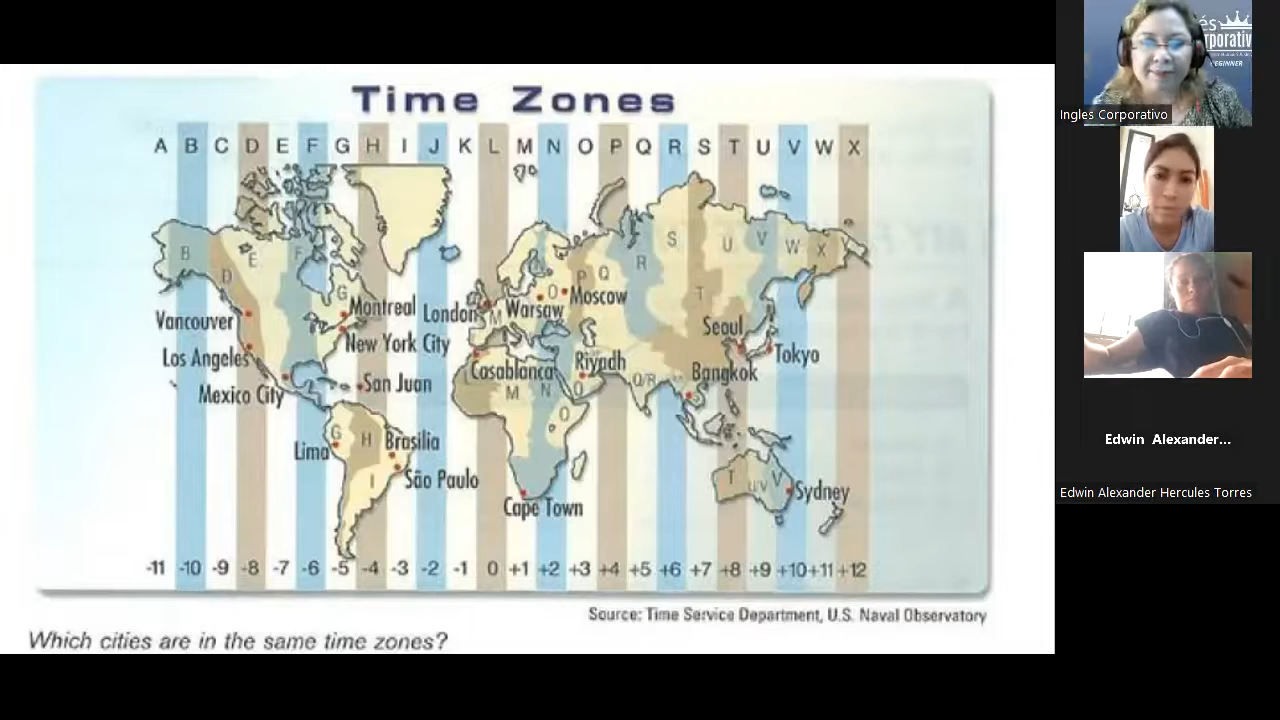 Time Zones
A B C D E F G H I J K L M N O P Q R S T U V W X
B
D
E
F
G
S
U
V
W
X
R
P
Q
O
T
Montreal
London
M
Warsaw
Moscow
Vancouver
New York City
Seoul
Tokyo
Los Angeles
Casablanca
Riyadh
Bangkok
Mexico City
San Juan
M
N
O
Q/R
O
G
H
Lima
Brasilia
I
São Paulo
T
U/V
V
Sydney
Cape Town
-11 -10 -9 -8 -7 -6 -5 -4 -3 -2 -1 0 +1 +2 +3 +4 +5 +6 +7 +8 +9 +10 +11 +12
Source: Time Service Department, U.S. Naval Observatory
Which cities are in the same time zones?
Ingles Corporativo
Edwin Alexander...
Edwin Alexander Hercules Torres